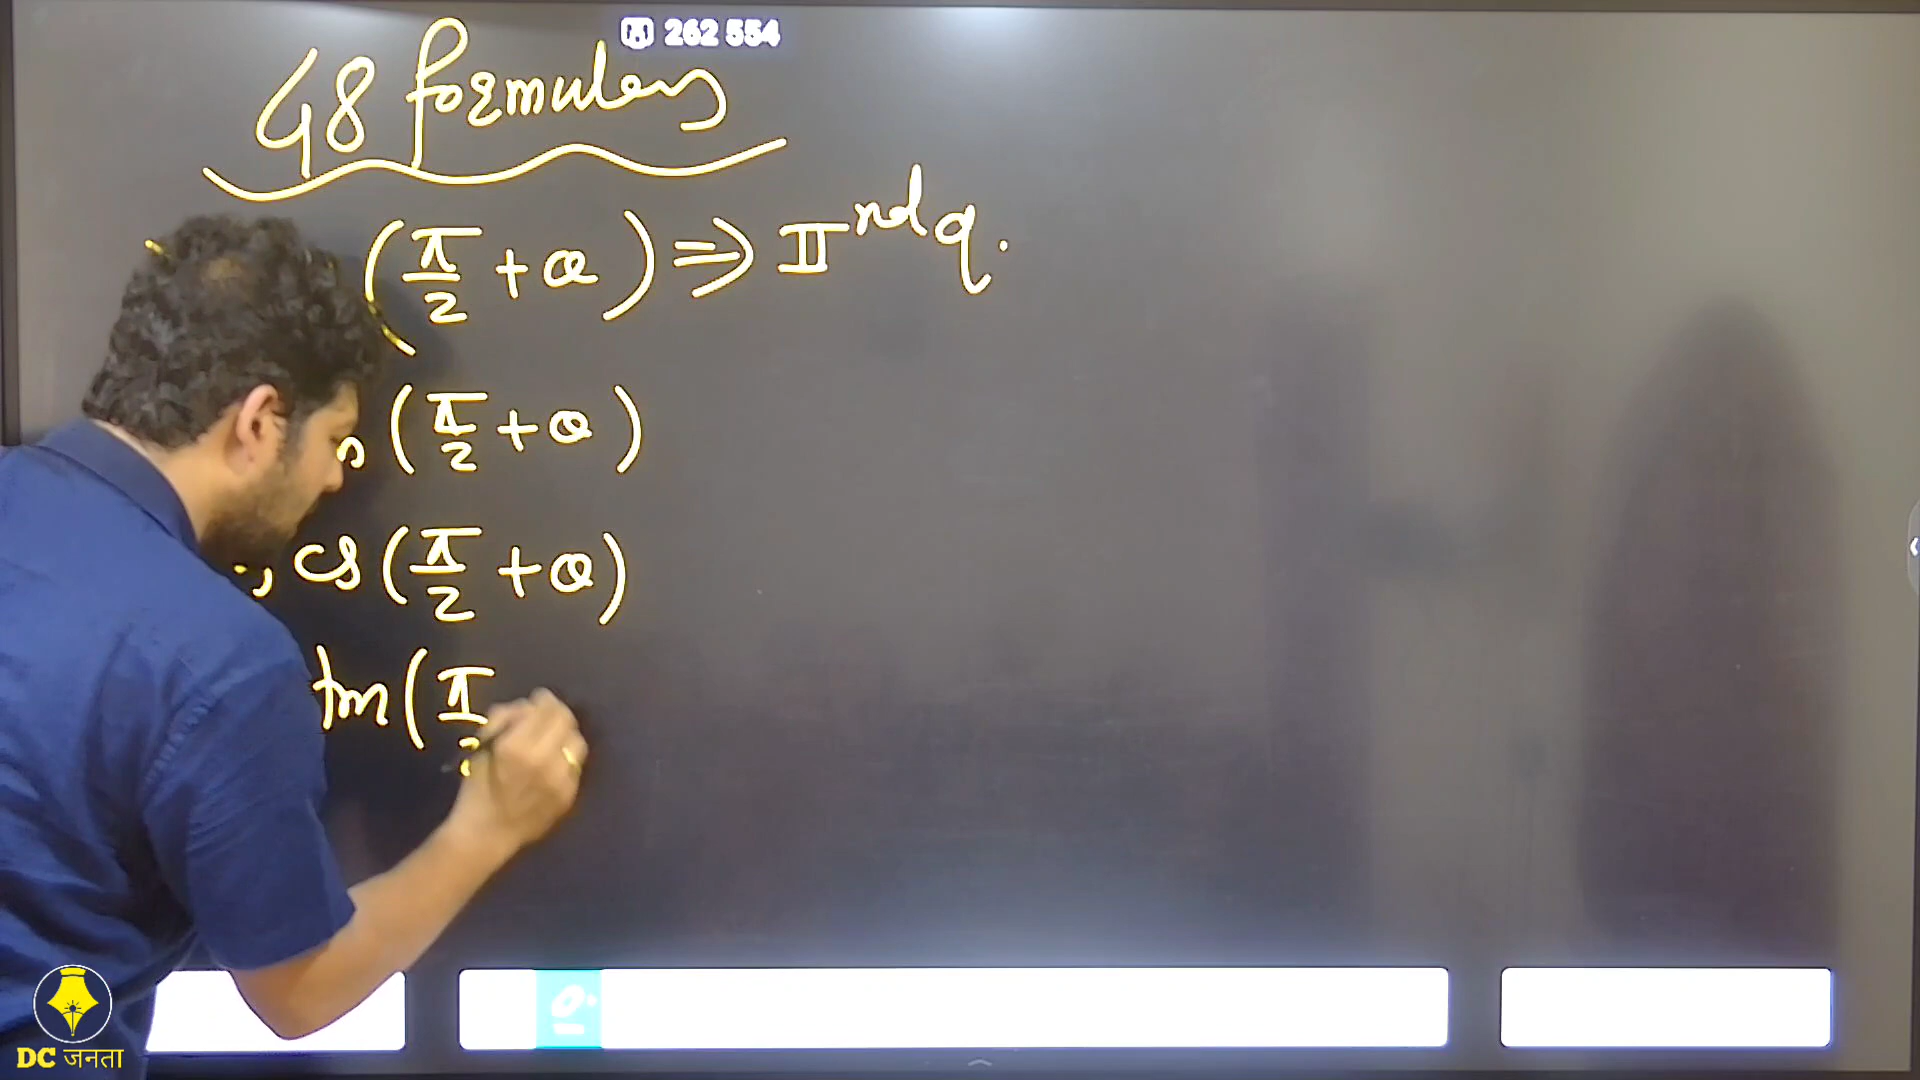 262 554
48 formulas
(π/2 + θ) ⇒ IInd q.
(π/2 + θ)
, cos (π/2 + θ)
tan (π/2
DC जनता